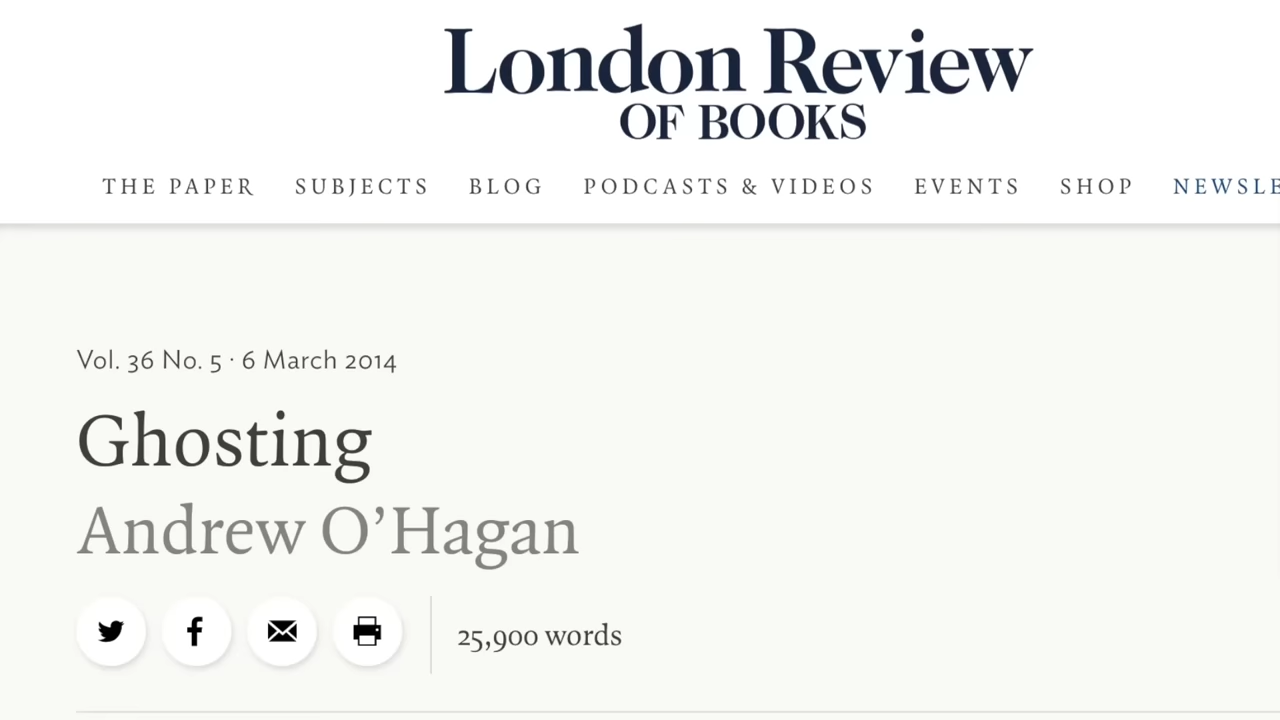 London Review
OF BOOKS
THE PAPER SUBJECTS BLOG PODCASTS & VIDEOS EVENTS SHOP NEWSLE
Vol. 36 No. 5 · 6 March 2014
Ghosting
Andrew O’Hagan
25,900 words